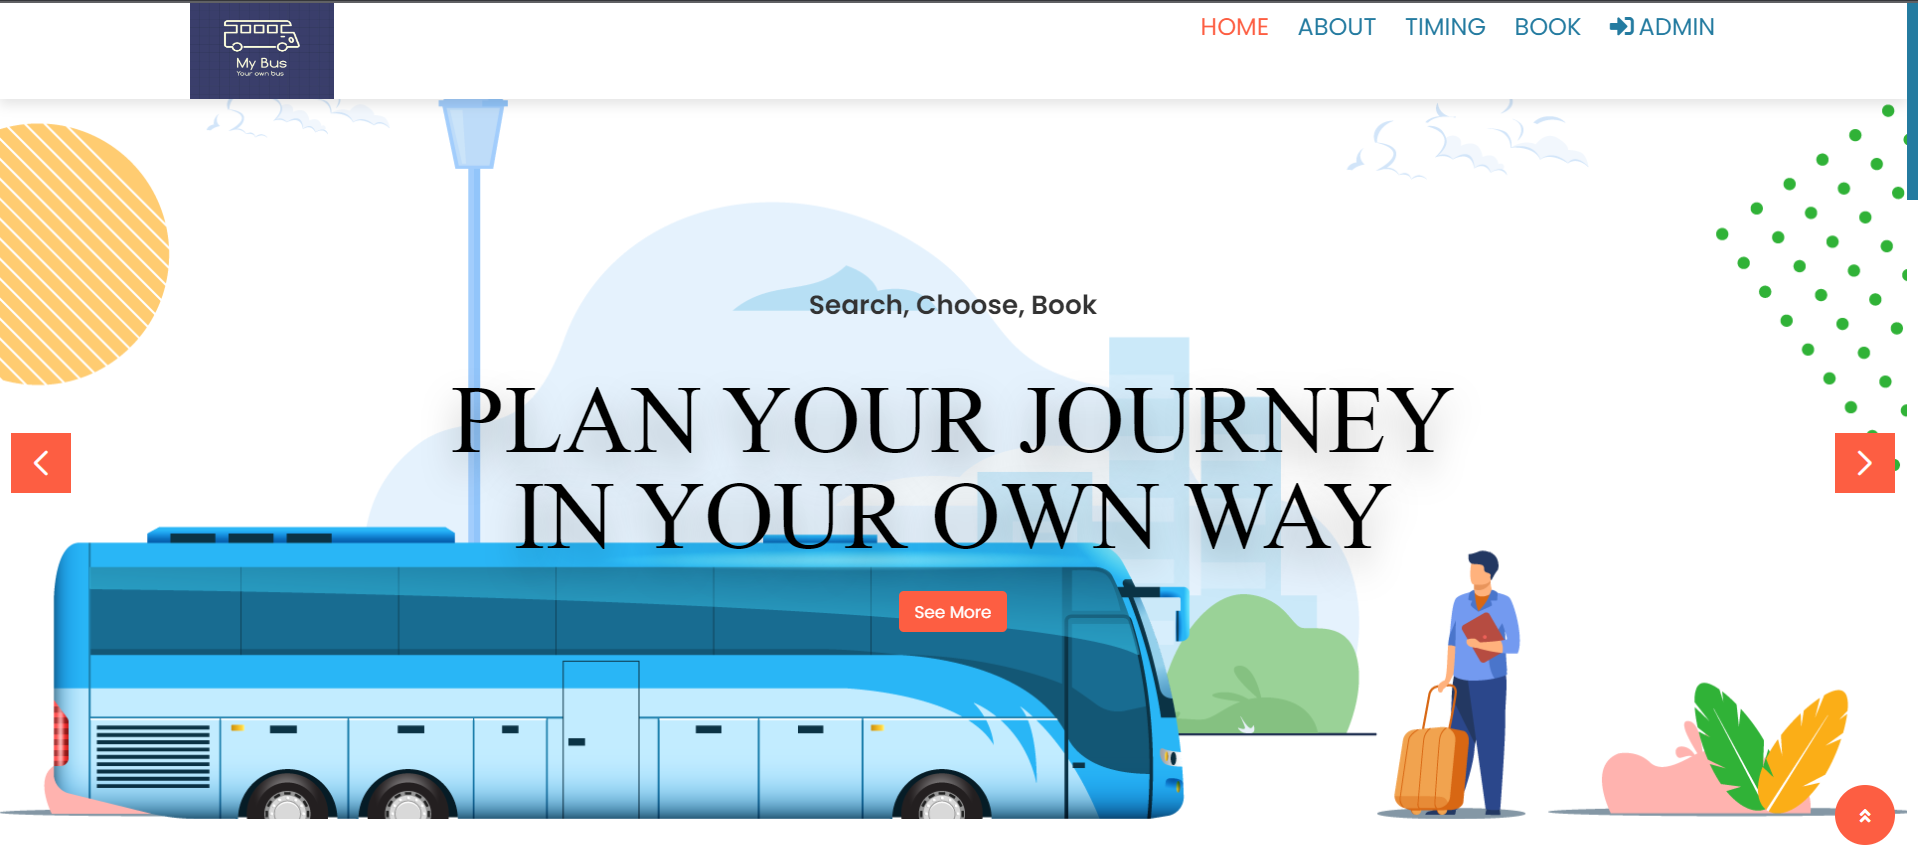 My Bus
Your own bus
HOME ABOUT TIMING BOOK ADMIN
Search, Choose, Book
PLAN YOUR JOURNEY
IN YOUR OWN WAY
See More